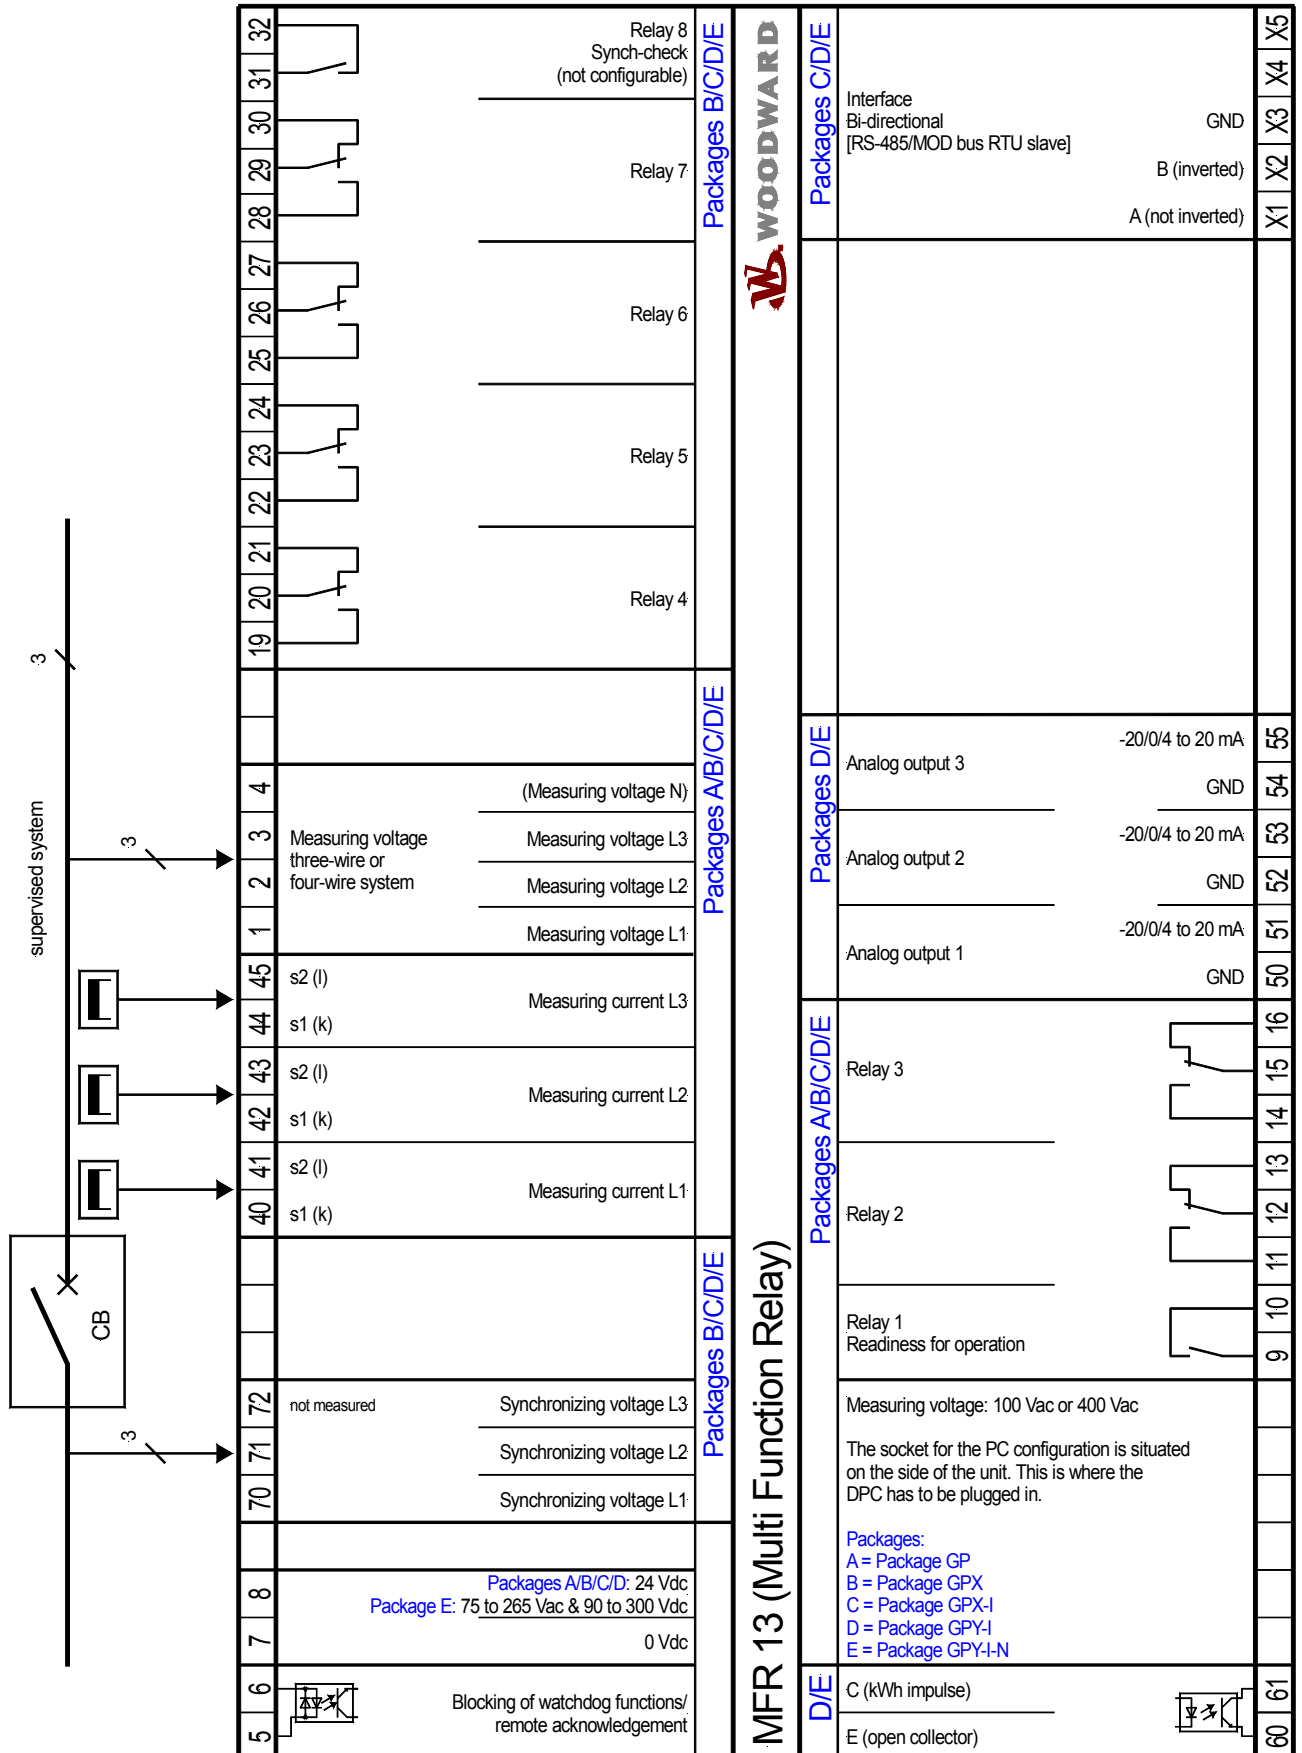 32
31
30
29
28
27
26
25
24
23
22
21
20
19
4
3
2
1
45
44
43
42
41
40
72
71
70
8
7
6
5
Relay 8
Synch-check
(not configurable)
Relay 7
Relay 6
Relay 5
Relay 4
Packages B/C/D/E
3
supervised system
3
(Measuring voltage N)
Measuring voltage
three-wire or
four-wire system
Measuring voltage L3
Measuring voltage L2
Measuring voltage L1
s2 (l)
Measuring current L3
s1 (k)
s2 (l)
Measuring current L2
s1 (k)
s2 (l)
Measuring current L1
s1 (k)
Packages A/B/C/D/E
CB
3
not measured
Synchronizing voltage L3
Synchronizing voltage L2
Synchronizing voltage L1
Packages B/C/D/E
Packages A/B/C/D: 24 Vdc
Package E: 75 to 265 Vac & 90 to 300 Vdc
0 Vdc
Blocking of watchdog functions/
remote acknowledgement
MFR 13 (Multi Function Relay)
W WOODWARD
Packages C/D/E
Interface
Bi-directional
[RS-485/MOD bus RTU slave]
GND
B (inverted)
A (not inverted)
X5
X4
X3
X2
X1
Packages D/E
Analog output 3
-20/0/4 to 20 mA
GND
Analog output 2
-20/0/4 to 20 mA
GND
Analog output 1
-20/0/4 to 20 mA
GND
55
54
53
52
51
50
Packages A/B/C/D/E
Relay 3
Relay 2
Relay 1
Readiness for operation
16
15
14
13
12
11
10
9
Measuring voltage: 100 Vac or 400 Vac
The socket for the PC configuration is situated
on the side of the unit. This is where the
DPC has to be plugged in.
Packages:
A = Package GP
B = Package GPX
C = Package GPX-I
D = Package GPY-I
E = Package GPY-I-N
D/E
C (kWh impulse)
E (open collector)
61
60